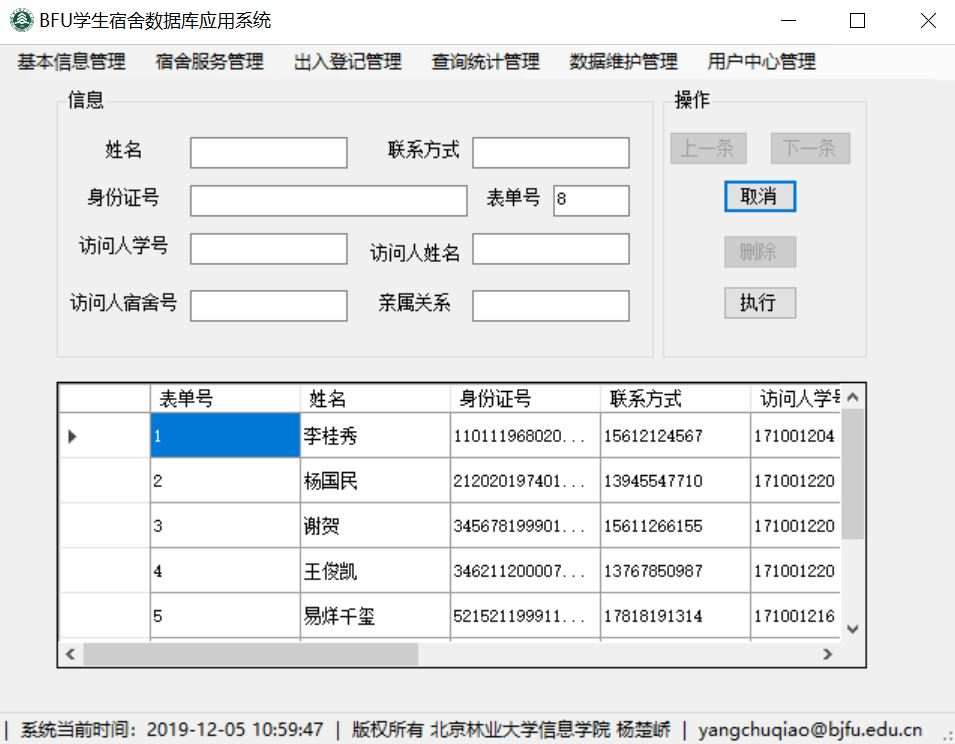 BFU学生宿舍数据库应用系统
基本信息管理 宿舍服务管理 出入登记管理 查询统计管理 数据维护管理 用户中心管理
信息
姓名 联系方式
身份证号 表单号 8
访问人学号 访问人姓名
访问人宿舍号 亲属关系
操作
上一条 下一条
取消
删除
执行
表单号 姓名 身份证号 联系方式 访问人学号
1 李桂秀 110111968020... 15612124567 171001204
2 杨国民 212020197401... 13945547710 171001220
3 谢贺 345678199901... 15611266155 171001220
4 王俊凯 346211200007... 13767850987 171001220
5 易烊千玺 521521199911... 17818191314 171001216
| 系统当前时间：2019-12-05 10:59:47 | 版权所有 北京林业大学信息学院 杨楚峤 | yangchuqiao@bjfu.edu.cn